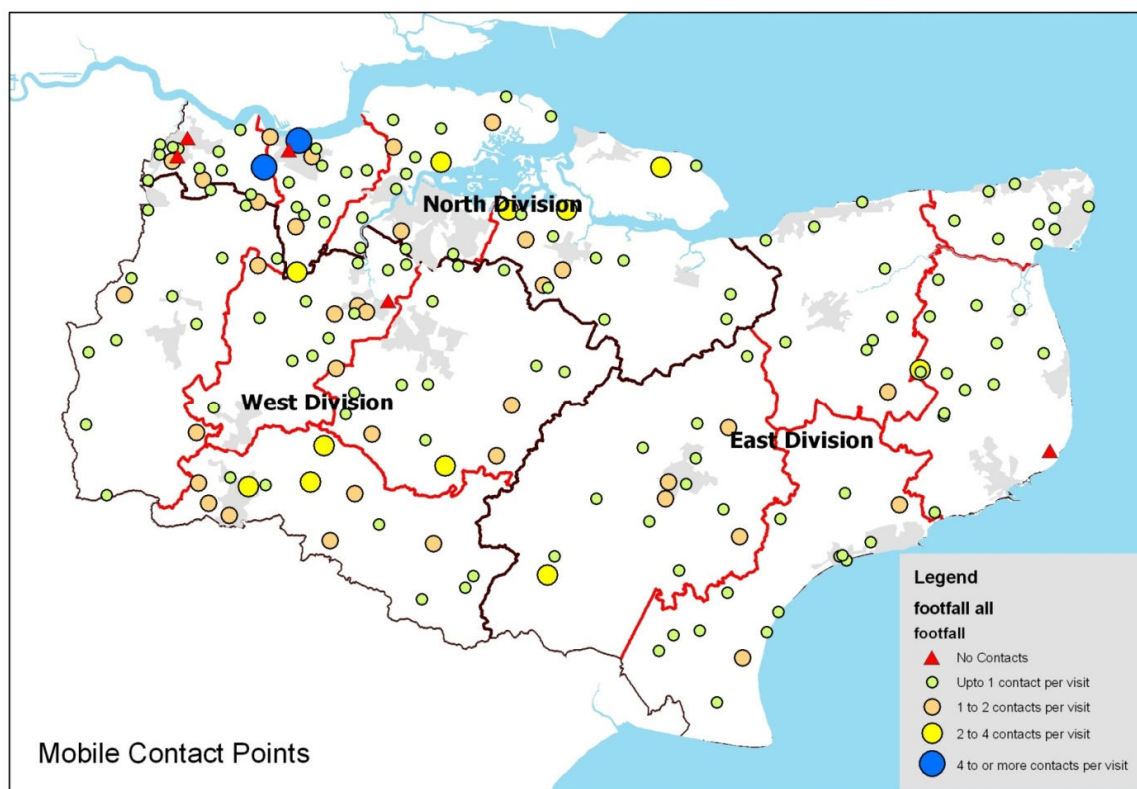 North Division
West Division
East Division
Mobile Contact Points
Legend
footfall all
footfall
No Contacts
Upto 1 contact per visit
1 to 2 contacts per visit
2 to 4 contacts per visit
4 to or more contacts per visit